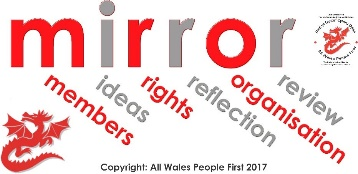 mirror
members
ideas
rights
reflection
organisation
review
Copyright: All Wales People First 2017